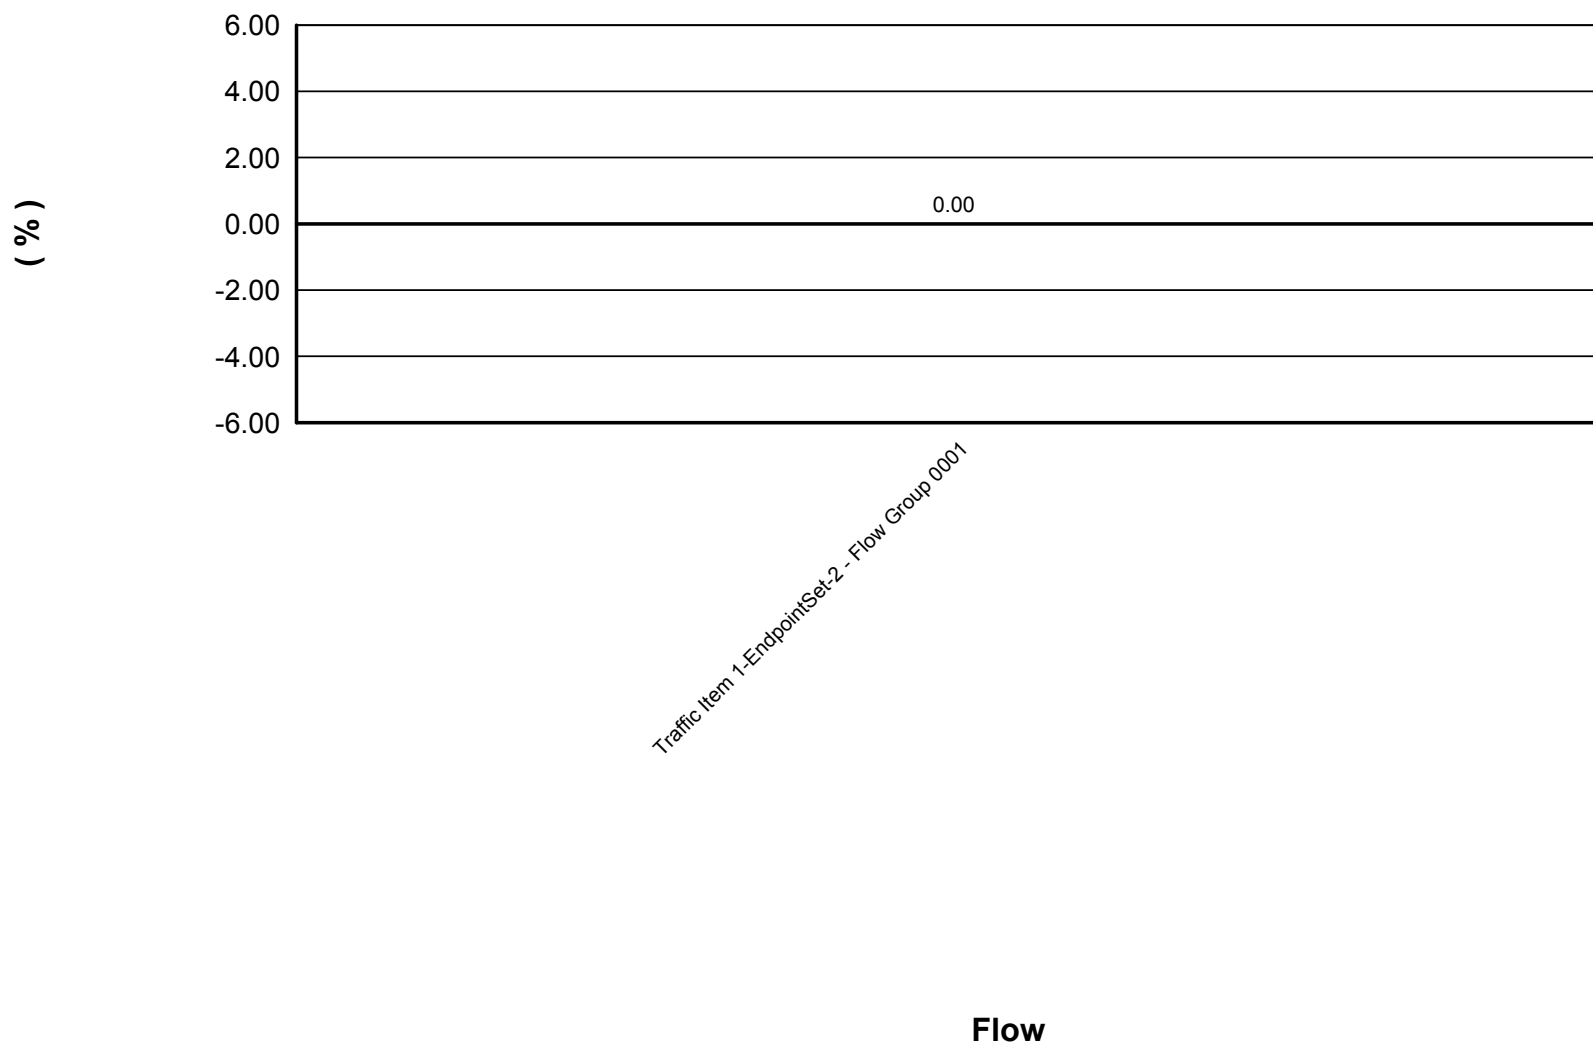 6.00
4.00
2.00
0.00
-2.00
-4.00
-6.00
( % )
0.00
Traffic Item 1-EndpointSet-2 - Flow Group 0001
Flow